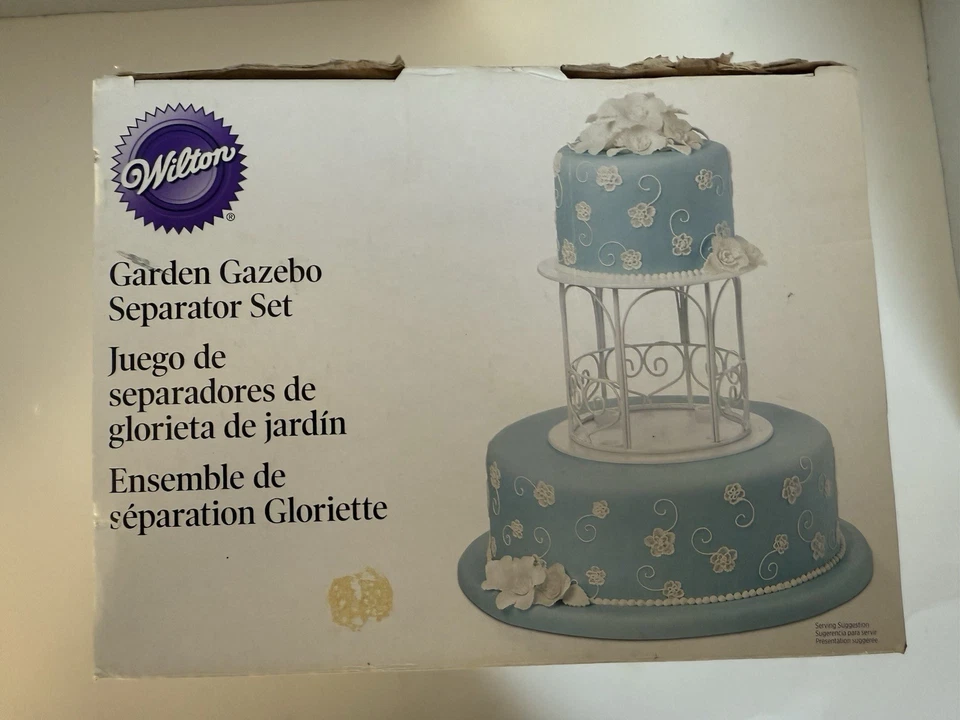 Wilton®
Garden Gazebo
Separator Set
Juego de
separadores de
glorieta de jardín
Ensemble de
séparation Gloriette
Serving Suggestion
Sugerencia para servir
Présentation suggérée